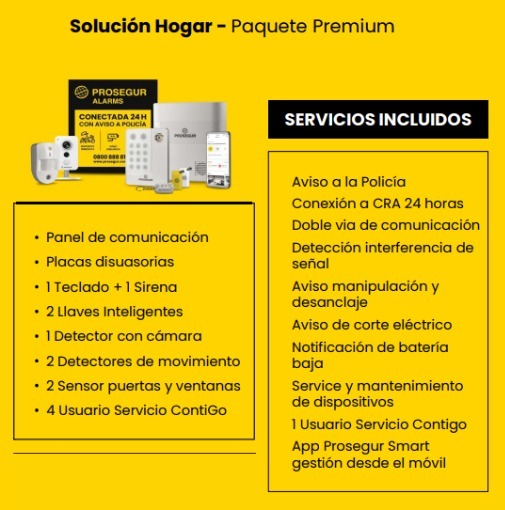 Solución Hogar - Paquete Premium
PROSEGUR
ALARMS
CONECTADA 24 H
CON AVISO A POLICÍA
PROSEGUR
SERVICIOS INCLUIDOS
• Panel de comunicación
• Placas disuasorias
• 1 Teclado + 1 Sirena
• 2 Llaves Inteligentes
• 1 Detector con cámara
• 2 Detectores de movimiento
• 2 Sensor puertas y ventanas
• 4 Usuario Servicio ContiGo
Aviso a la Policía
Conexión a CRA 24 horas
Doble via de comunicación
Detección interferencia de
señal
Aviso manipulación y
desanclaje
Aviso de corte eléctrico
Notificación de batería
baja
Service y mantenimiento
de dispositivos
1 Usuario Servicio Contigo
App Prosegur Smart
gestión desde el móvil